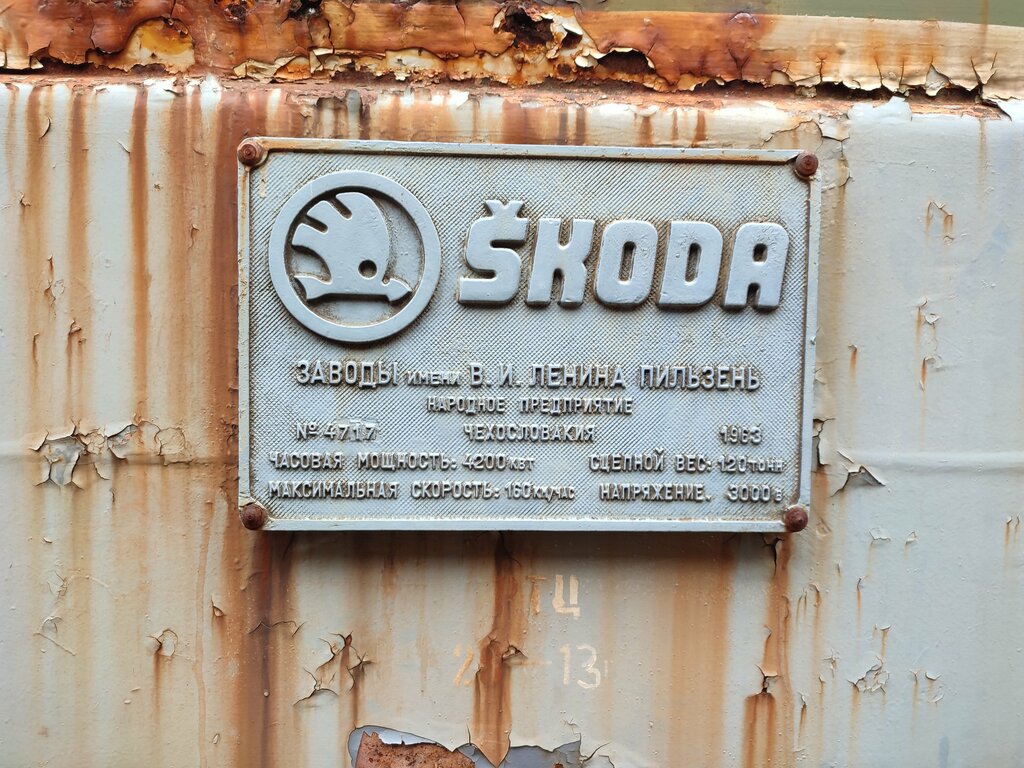 ŠKODA
ЗАВОДЫ ИМЕНИ В. И. ЛЕНИНА ПИЛЬЗЕНЬ
НАРОДНОЕ ПРЕДПРИЯТИЕ
№ 4717 ЧЕХОСЛОВАКИЯ 1963
ЧАСОВАЯ МОЩНОСТЬ: 4200 КВТ СЦЕПНОЙ ВЕС: 120 ТОНН
МАКСИМАЛЬНАЯ СКОРОСТЬ: 160 КМ/ЧАС НАПРЯЖЕНИЕ. 3000 В